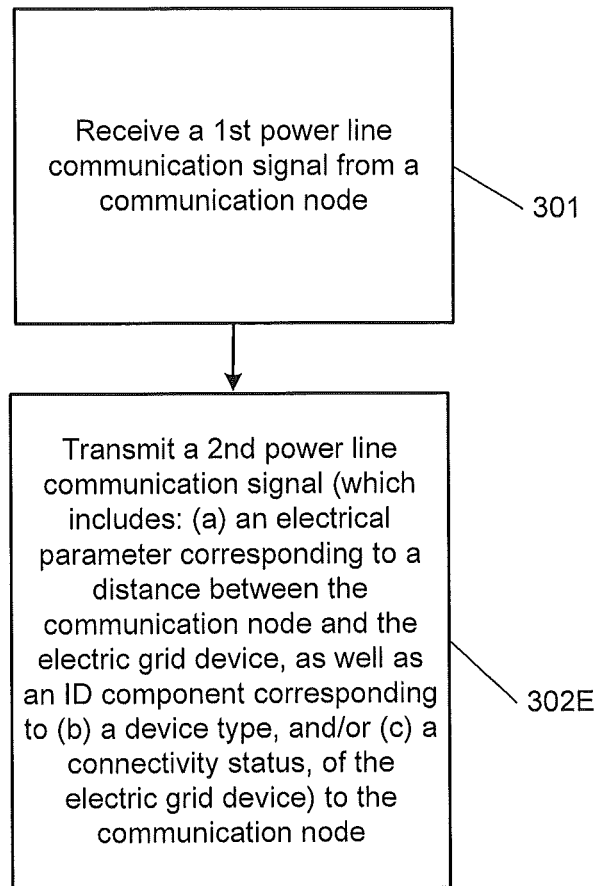 Receive a 1st power line
communication signal from a
communication node
301
Transmit a 2nd power line
communication signal (which
includes: (a) an electrical
parameter corresponding to a
distance between the
communication node and the
electric grid device, as well as
an ID component corresponding
to (b) a device type, and/or (c) a
connectivity status, of the
electric grid device) to the
communication node
302E